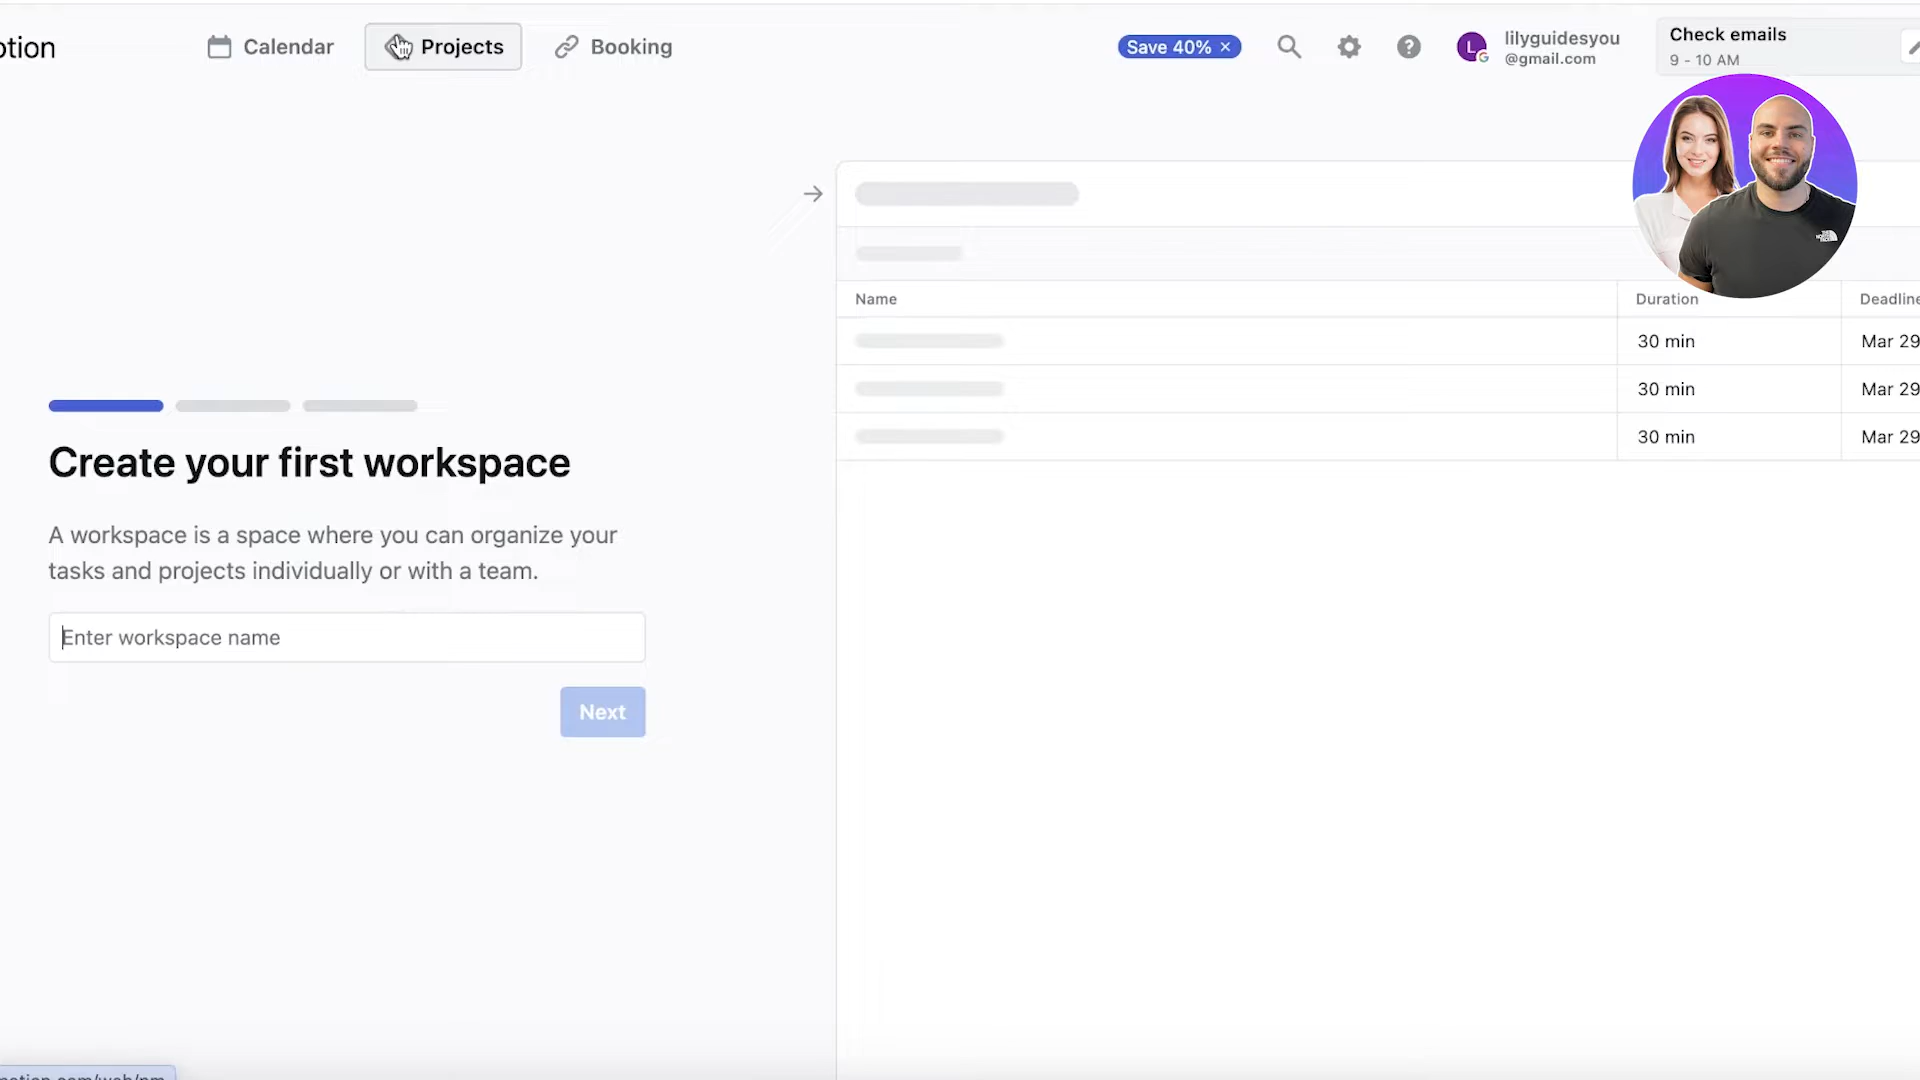 otion
Calendar
Projects
Booking
Save 40% ×
L
lilyguidesyou
@gmail.com
Check emails
9 - 10 AM
Create your first workspace
A workspace is a space where you can organize your
tasks and projects individually or with a team.
Enter workspace name
Next
Name Duration Deadline
30 min Mar 29
30 min Mar 29
30 min Mar 29